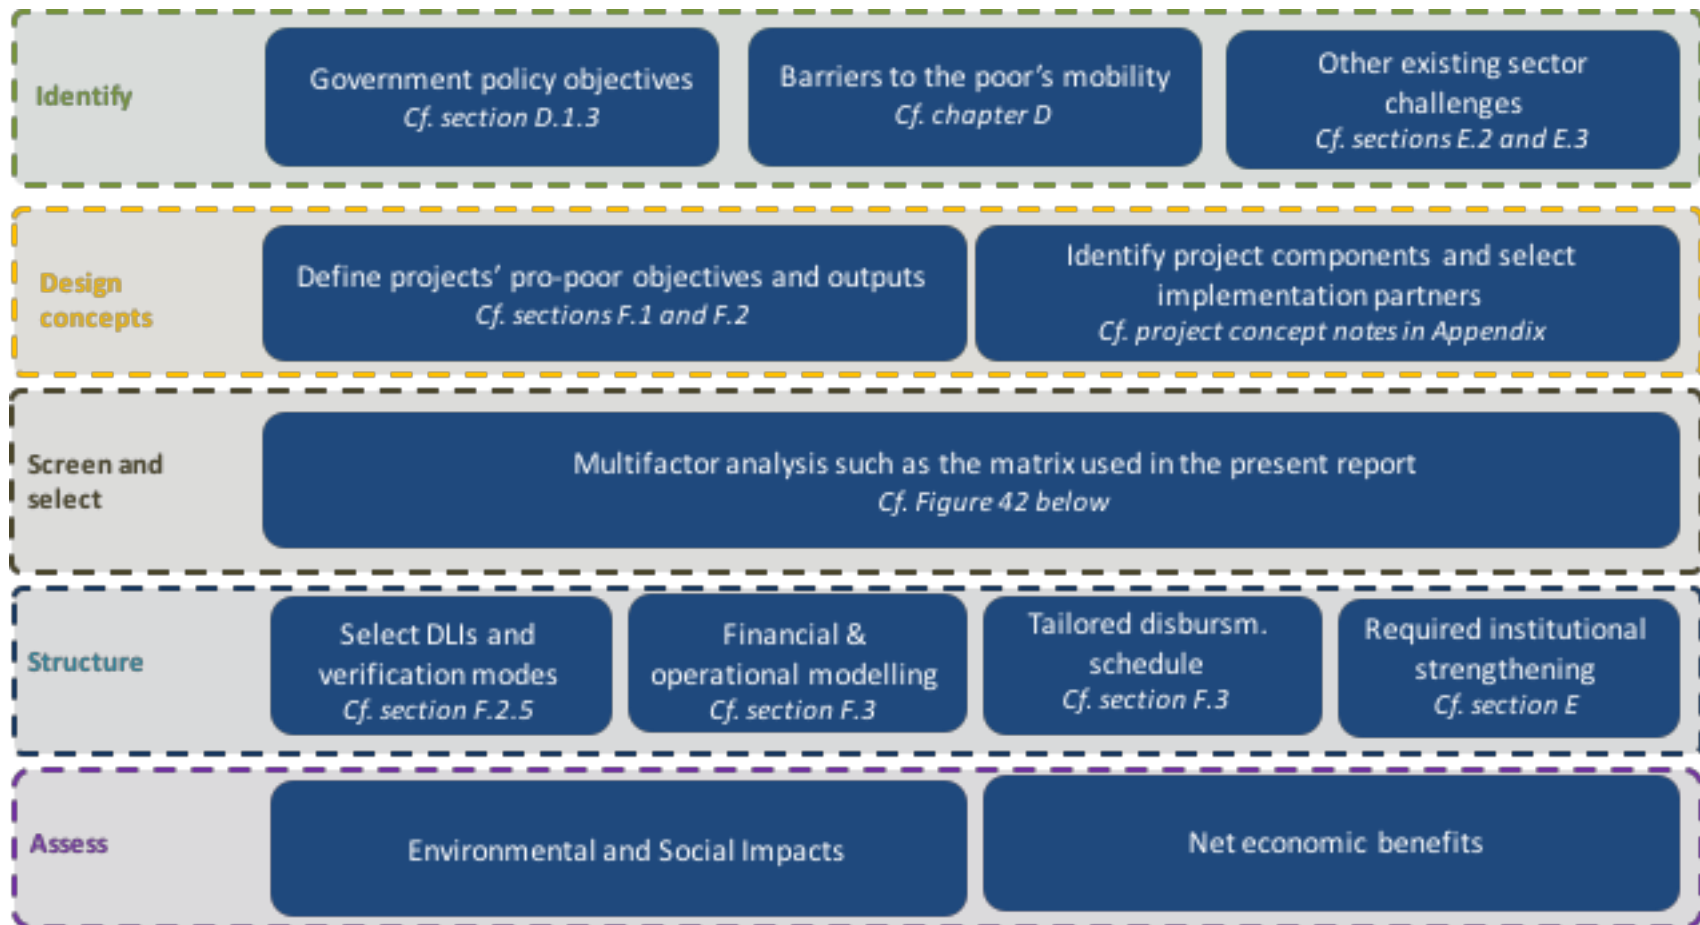 Identify
Government policy objectives
Cf. section D.1.3
Barriers to the poor's mobility
Cf. chapter D
Other existing sector
challenges
Cf. sections E.2 and E.3
Design
concepts
Define projects' pro-poor objectives and outputs
Cf. sections F.1 and F.2
Identify project components and select
implementation partners
Cf. project concept notes in Appendix
Screen and
select
Multifactor analysis such as the matrix used in the present report
Cf. Figure 42 below
Structure
Select DLIs and
verification modes
Cf. section F.2.5
Financial &
operational modelling
Cf. section F.3
Tailored disbursm.
schedule
Cf. section F.3
Required institutional
strengthening
Cf. section E
Assess
Environmental and Social Impacts
Net economic benefits